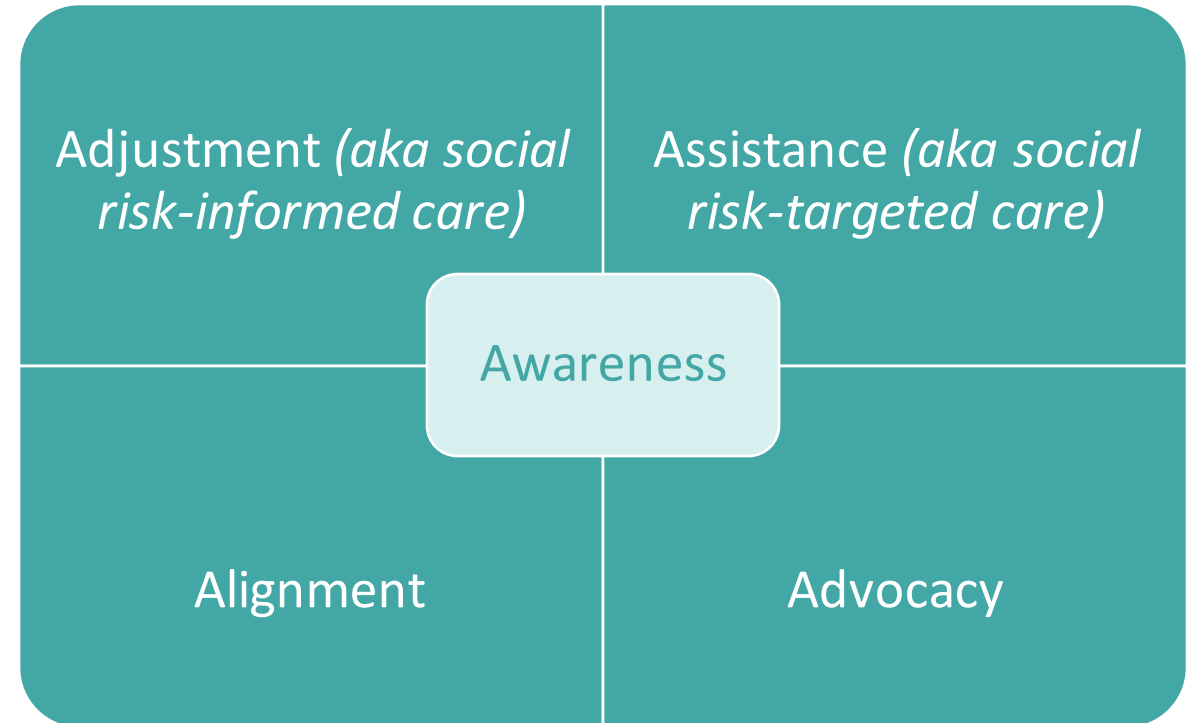 Adjustment (aka social
risk-informed care)
Assistance (aka social
risk-targeted care)
Awareness
Alignment
Advocacy